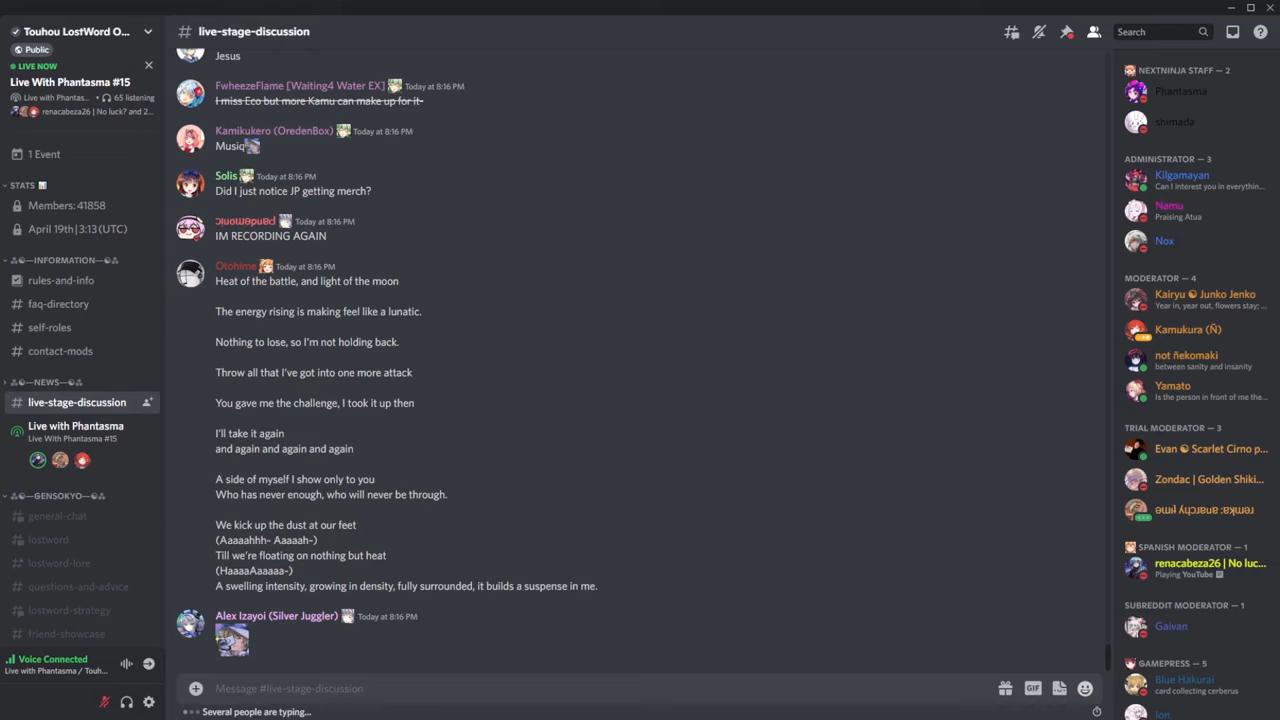 Touhou LostWord O...
Public
LIVE NOW
Live With Phantasma #15
Live with Phantas... • 65 listening
renacabeza26 | No luck? and 2...
1 Event
STATS
Members: 41858
April 19th | 3:13 (UTC)
—INFORMATION—
rules-and-info
faq-directory
self-roles
contact-mods
—NEWS—
live-stage-discussion
Live with Phantasma
Live With Phantasma #15
—GENSOKYO—
general-chat
lostword
lostword-lore
questions-and-advice
lostword-strategy
friend-showcase
Voice Connected
Live with Phantasma / Touh...
live-stage-discussion
Search
Jesus
FwheezeFlame [Waiting4 Water EX] Today at 8:16 PM
I miss Eco but more Kamu can make up for it-
Kamikukero (OredenBox) Today at 8:16 PM
Musiq
Solis Today at 8:16 PM
Did I just notice JP getting merch?
Today at 8:16 PM
IM RECORDING AGAIN
Otohime Today at 8:16 PM
Heat of the battle, and light of the moon
The energy rising is making feel like a lunatic.
Nothing to lose, so I'm not holding back.
Throw all that I've got into one more attack
You gave me the challenge, I took it up then
I'll take it again
and again and again and again
A side of myself I show only to you
Who has never enough, who will never be through.
We kick up the dust at our feet
(Aaaaahhh~ Aaaaah~)
Till we're floating on nothing but heat
(HaaaaAaaaaa~)
A swelling intensity, growing in density, fully surrounded, it builds a suspense in me.
Alex Izayoi (Silver Juggler) Today at 8:16 PM
Message #live-stage-discussion
GIF
Several people are typing...
NEXTNINJA STAFF — 2
Phantasma
shimada
ADMINISTRATOR — 3
Kilgamayan
Can I interest you in everythin...
Namu
Praising Atua
Nox
MODERATOR — 4
Kairyu ☯ Junko Jenko
Year in, year out, flowers stay; ...
Kamukura (Ñ)
not ñekomaki
between sanity and insanity
Yamato
Is the person in front of me the...
TRIAL MODERATOR — 3
Evan ☯ Scarlet Cirno p...
Zondac | Golden Shiki...
SPANISH MODERATOR — 1
renacabeza26 | No luc...
Playing YouTube
SUBREDDIT MODERATOR — 1
Gaivan
GAMEPRESS — 5
Blue Hakurai
card collecting cerberus
Ion